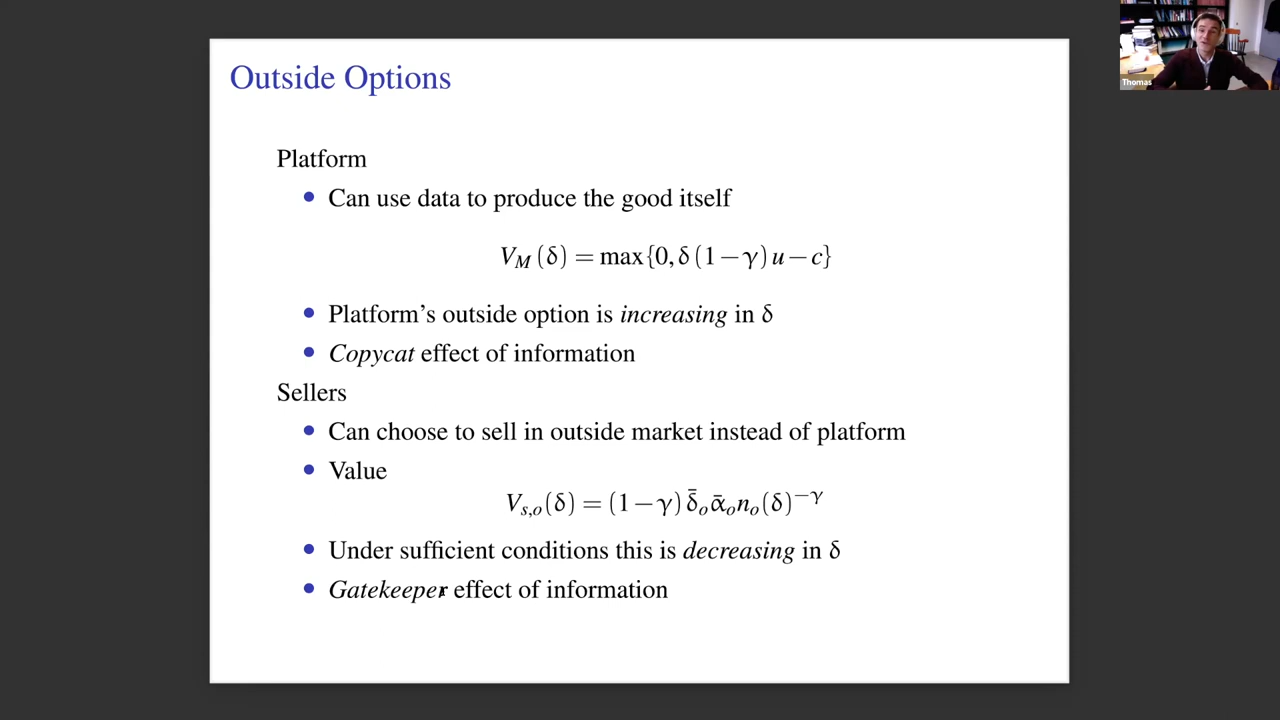 Outside Options
Platform
• Can use data to produce the good itself
V_M(δ) = max{0, δ(1−γ)u−c}
• Platform's outside option is increasing in δ
• Copycat effect of information
Sellers
• Can choose to sell in outside market instead of platform
• Value
V_{s,o}(δ) = (1−γ) δ̄_o ᾱ_o n_o(δ)^{−γ}
• Under sufficient conditions this is decreasing in δ
• Gatekeeper effect of information
Thomas